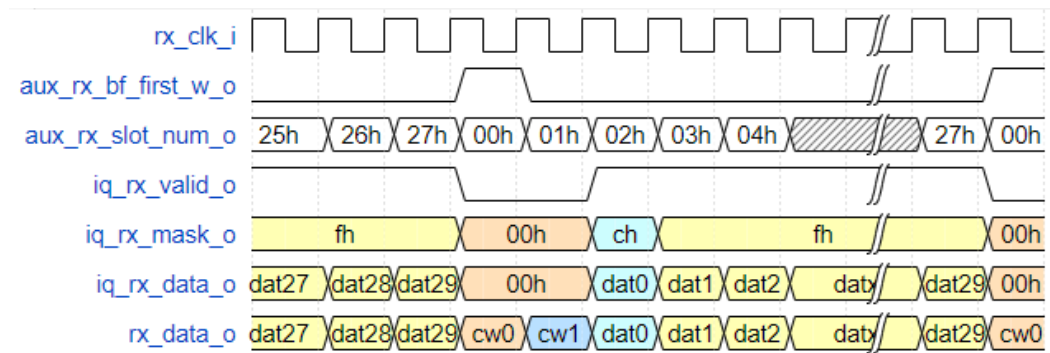 rx_clk_i
aux_rx_bf_first_w_o
aux_rx_slot_num_o 25h 26h 27h 00h 01h 02h 03h 04h 27h 00h
iq_rx_valid_o
iq_rx_mask_o fh 00h ch fh 00h
iq_rx_data_o dat27 dat28 dat29 00h dat0 dat1 dat2 datx dat29 00h
rx_data_o dat27 dat28 dat29 cw0 cw1 dat0 dat1 dat2 datx dat29 cw0